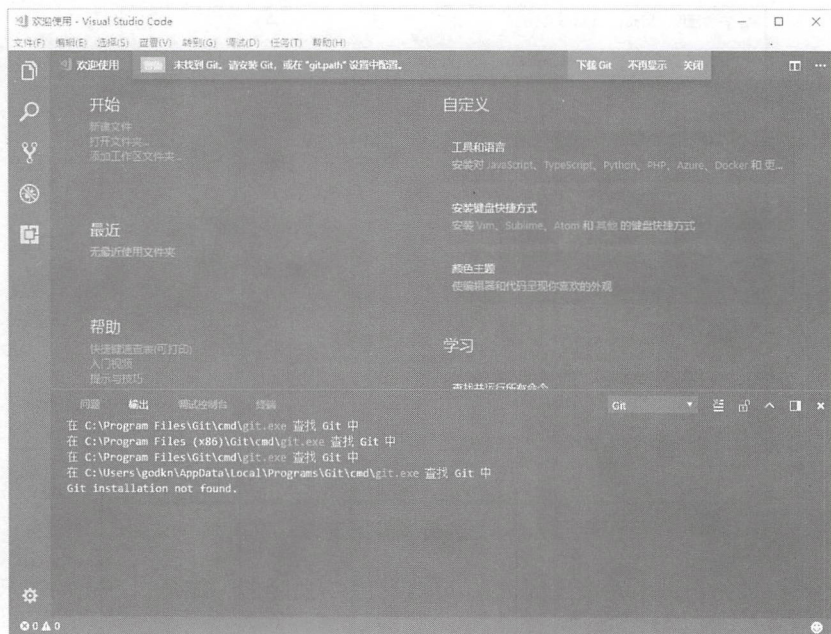 欢迎使用 - Visual Studio Code
文件(F) 编辑(E) 选择(S) 查看(V) 转到(G) 调试(D) 任务(T) 帮助(H)
欢迎使用
未找到 Git。请安装 Git，或在 "git.path" 设置中配置。
下载 Git 不再显示 关闭
开始
新建文件
打开文件夹...
添加工作区文件夹...
最近
无最近使用文件夹
帮助
快捷键速查表(可打印)
入门视频
提示与技巧
自定义
工具和语言
安装对 JavaScript、TypeScript、Python、PHP、Azure、Docker 和 更...
安装键盘快捷方式
安装 Vim、Sublime、Atom 和 其他 的键盘快捷方式
颜色主题
使编辑器和代码呈现你喜欢的外观
学习
查找并运行所有命令
问题 输出 调试控制台 终端
Git
在 C:\Program Files\Git\cmd\git.exe 查找 Git 中
在 C:\Program Files (x86)\Git\cmd\git.exe 查找 Git 中
在 C:\Program Files\Git\cmd\git.exe 查找 Git 中
在 C:\Users\godkn\AppData\Local\Programs\Git\cmd\git.exe 查找 Git 中
Git installation not found.
0 0